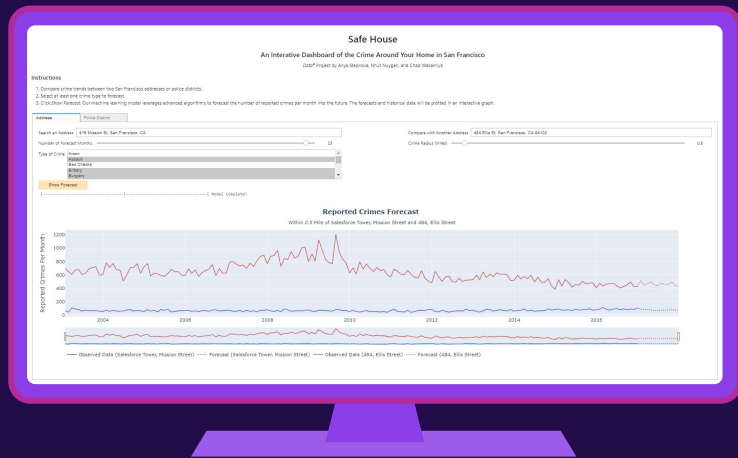 Safe House
An Interative Dashboard of the Crime Around Your Home in San Francisco
Data⁴ Project by Anya Stepnova, Nhut Nuygen, and Chad Wakamiya
Instructions
1. Compare crime trends between two San Francisco addresses or police districts.
2. Select at least one crime type to forecast.
3. Click Show Forecast. Our machine learning model leverages advanced algorithms to forecast the number of reported crimes per month into the future. The forecasts and historical data will be plotted in an interactive graph.
Address Police District
Search an Address 415 Mission St, San Francisco, CA Compare with Another Address 484 Ellis St, San Francisco, CA 94102
Number of Forecast Months 23 Crime Radius (Miles) 0.5
Type of Crime Arson
Assault
Bad Checks
Bribery
Burglary
Show Forecast
|--------------------|--------------------| Model Complete!
Reported Crimes Forecast
Within 0.5 Mile of Salesforce Tower, Mission Street and 484, Ellis Street
Reported Crimes Per Month
1200
1000
800
600
400
200
0
2004 2006 2008 2010 2012 2014 2016
Observed Data (Salesforce Tower, Mission Street) Forecast (Salesforce Tower, Mission Street) Observed Data (484, Ellis Street) Forecast (484, Ellis Street)